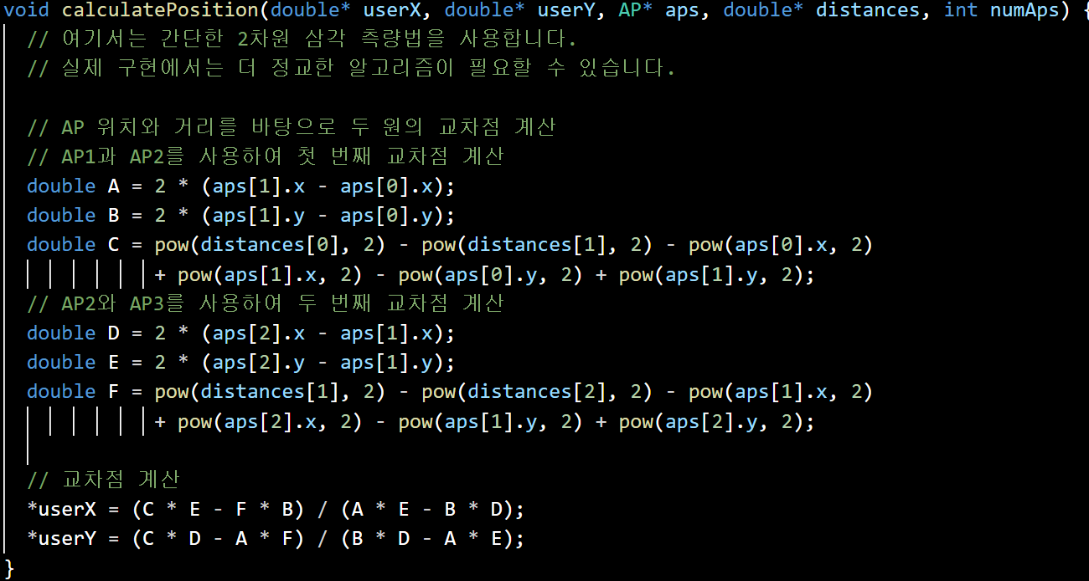 void calculatePosition(double* userX, double* userY, AP* aps, double* distances, int numAps) {
// 여기서는 간단한 2차원 삼각 측량법을 사용합니다.
// 실제 구현에서는 더 정교한 알고리즘이 필요할 수 있습니다.
// AP 위치와 거리를 바탕으로 두 원의 교차점 계산
// AP1과 AP2를 사용하여 첫 번째 교차점 계산
double A = 2 * (aps[1].x - aps[0].x);
double B = 2 * (aps[1].y - aps[0].y);
double C = pow(distances[0], 2) - pow(distances[1], 2) - pow(aps[0].x, 2)
+ pow(aps[1].x, 2) - pow(aps[0].y, 2) + pow(aps[1].y, 2);
// AP2와 AP3를 사용하여 두 번째 교차점 계산
double D = 2 * (aps[2].x - aps[1].x);
double E = 2 * (aps[2].y - aps[1].y);
double F = pow(distances[1], 2) - pow(distances[2], 2) - pow(aps[1].x, 2)
+ pow(aps[2].x, 2) - pow(aps[1].y, 2) + pow(aps[2].y, 2);
// 교차점 계산
*userX = (C * E - F * B) / (A * E - B * D);
*userY = (C * D - A * F) / (B * D - A * E);
}